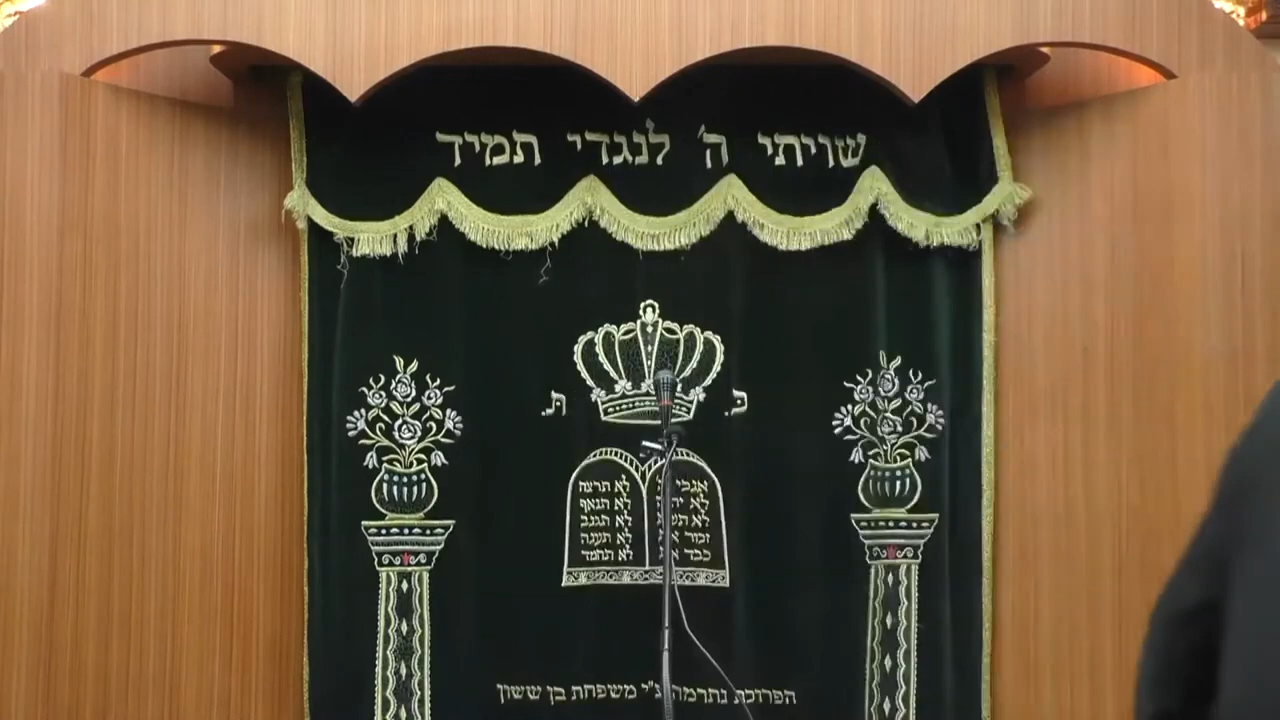 שויתי ה' לנגדי תמיד
כ. ת.
אנכי
לא
לא
זכור
כבד
לא תרצח
לא תנאף
לא תגנב
לא תענה
לא תחמד
הפרוכת נתרמה ע"י משפחת בן ששון